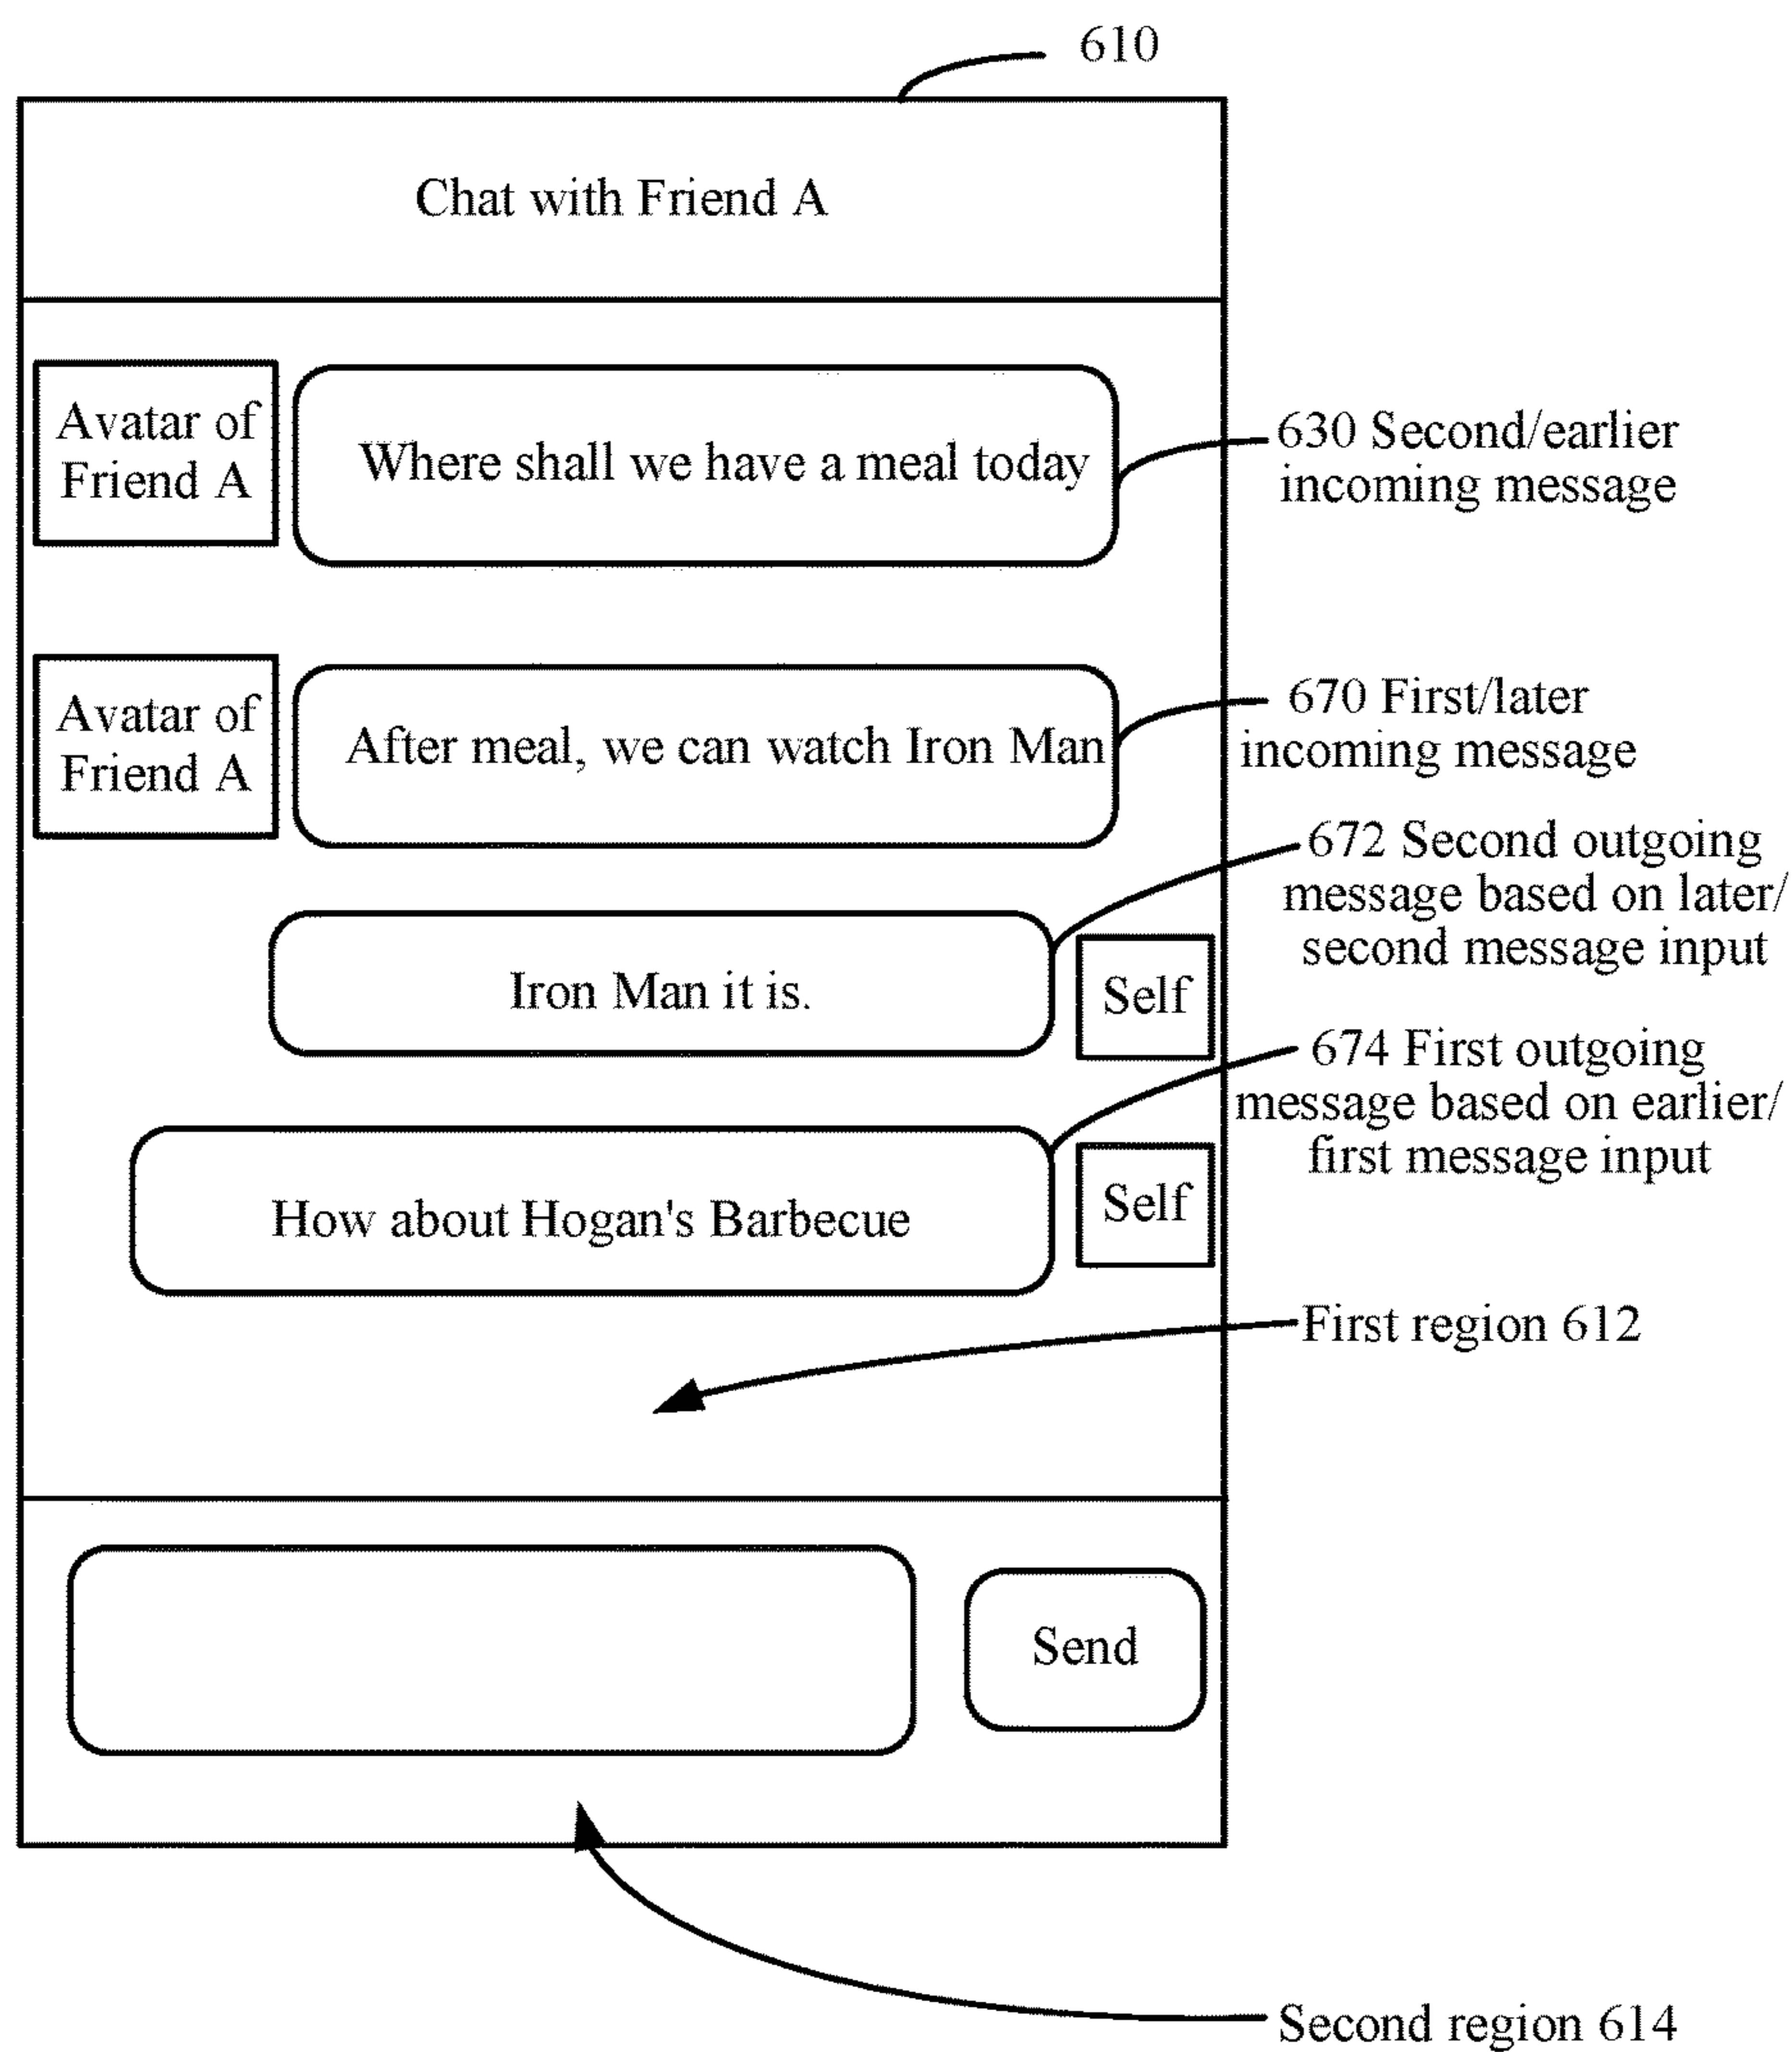 610
Chat with Friend A
Avatar of
Friend A
Where shall we have a meal today
630 Second/earlier
incoming message
Avatar of
Friend A
After meal, we can watch Iron Man
670 First/later
incoming message
672 Second outgoing
message based on later/
second message input
Iron Man it is.
Self
674 First outgoing
message based on earlier/
first message input
How about Hogan's Barbecue
Self
First region 612
Send
Second region 614